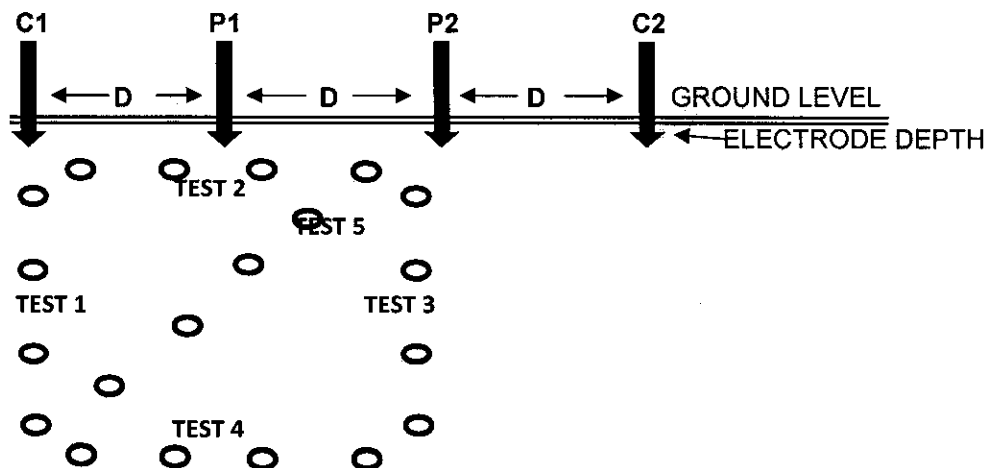 C1 P1 P2 C2
D D D
GROUND LEVEL
ELECTRODE DEPTH
TEST 2
TEST 5
TEST 1 TEST 3
TEST 4